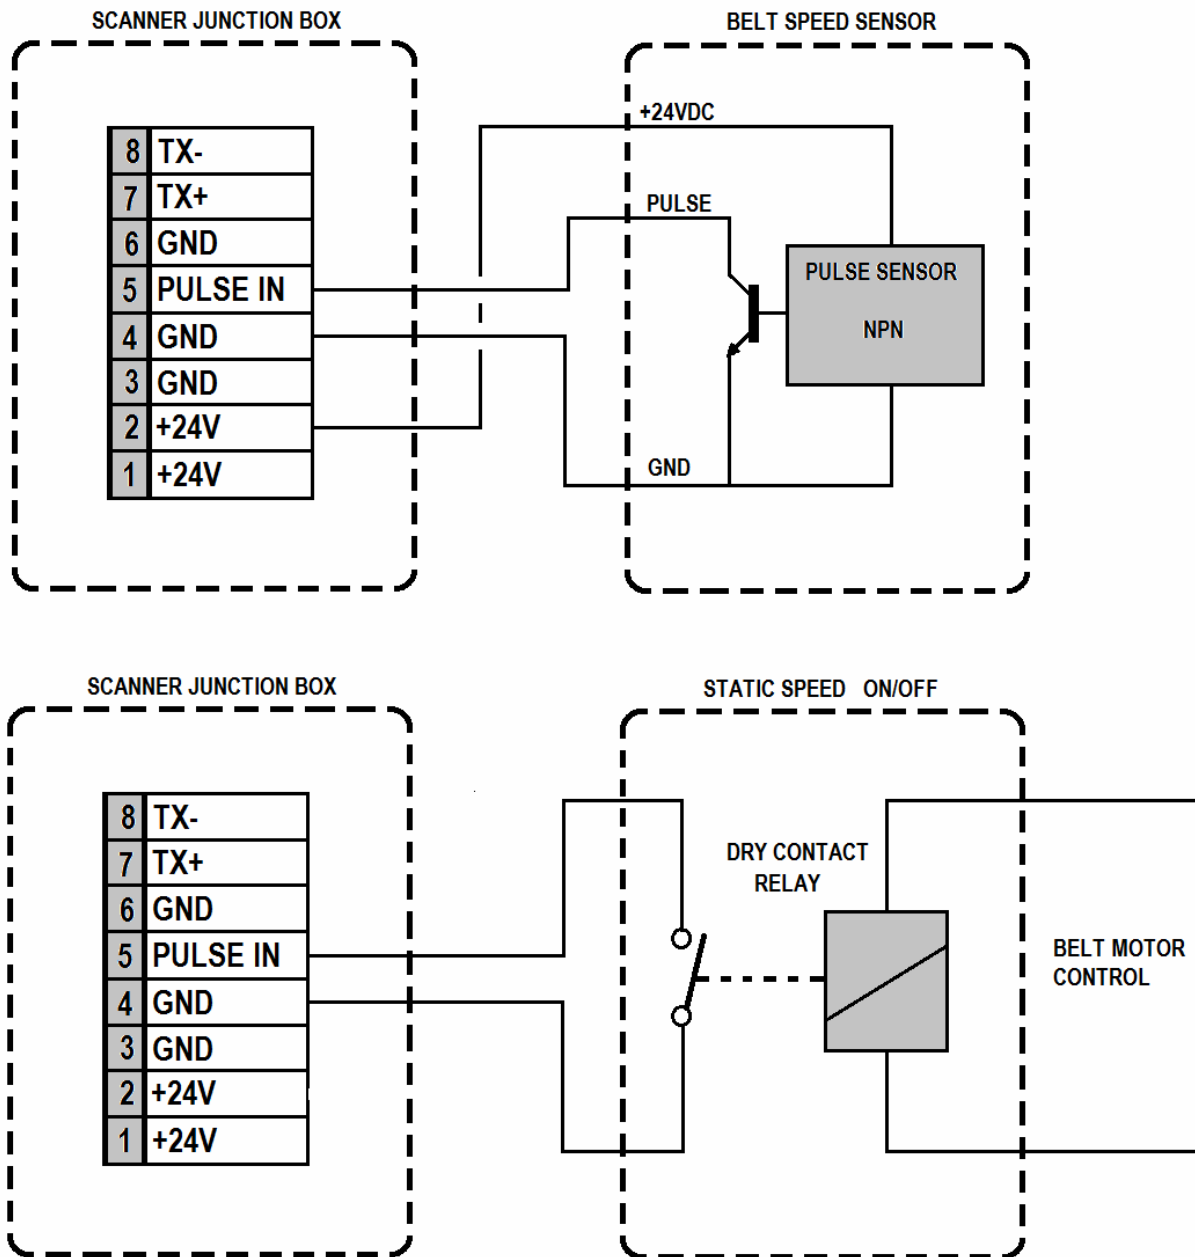 SCANNER JUNCTION BOX
BELT SPEED SENSOR
+24VDC
8 TX-
7 TX+
PULSE
6 GND
5 PULSE IN
PULSE SENSOR
4 GND
NPN
3 GND
2 +24V
1 +24V
GND
SCANNER JUNCTION BOX
STATIC SPEED ON/OFF
8 TX-
7 TX+
DRY CONTACT
RELAY
6 GND
5 PULSE IN
BELT MOTOR
CONTROL
4 GND
3 GND
2 +24V
1 +24V